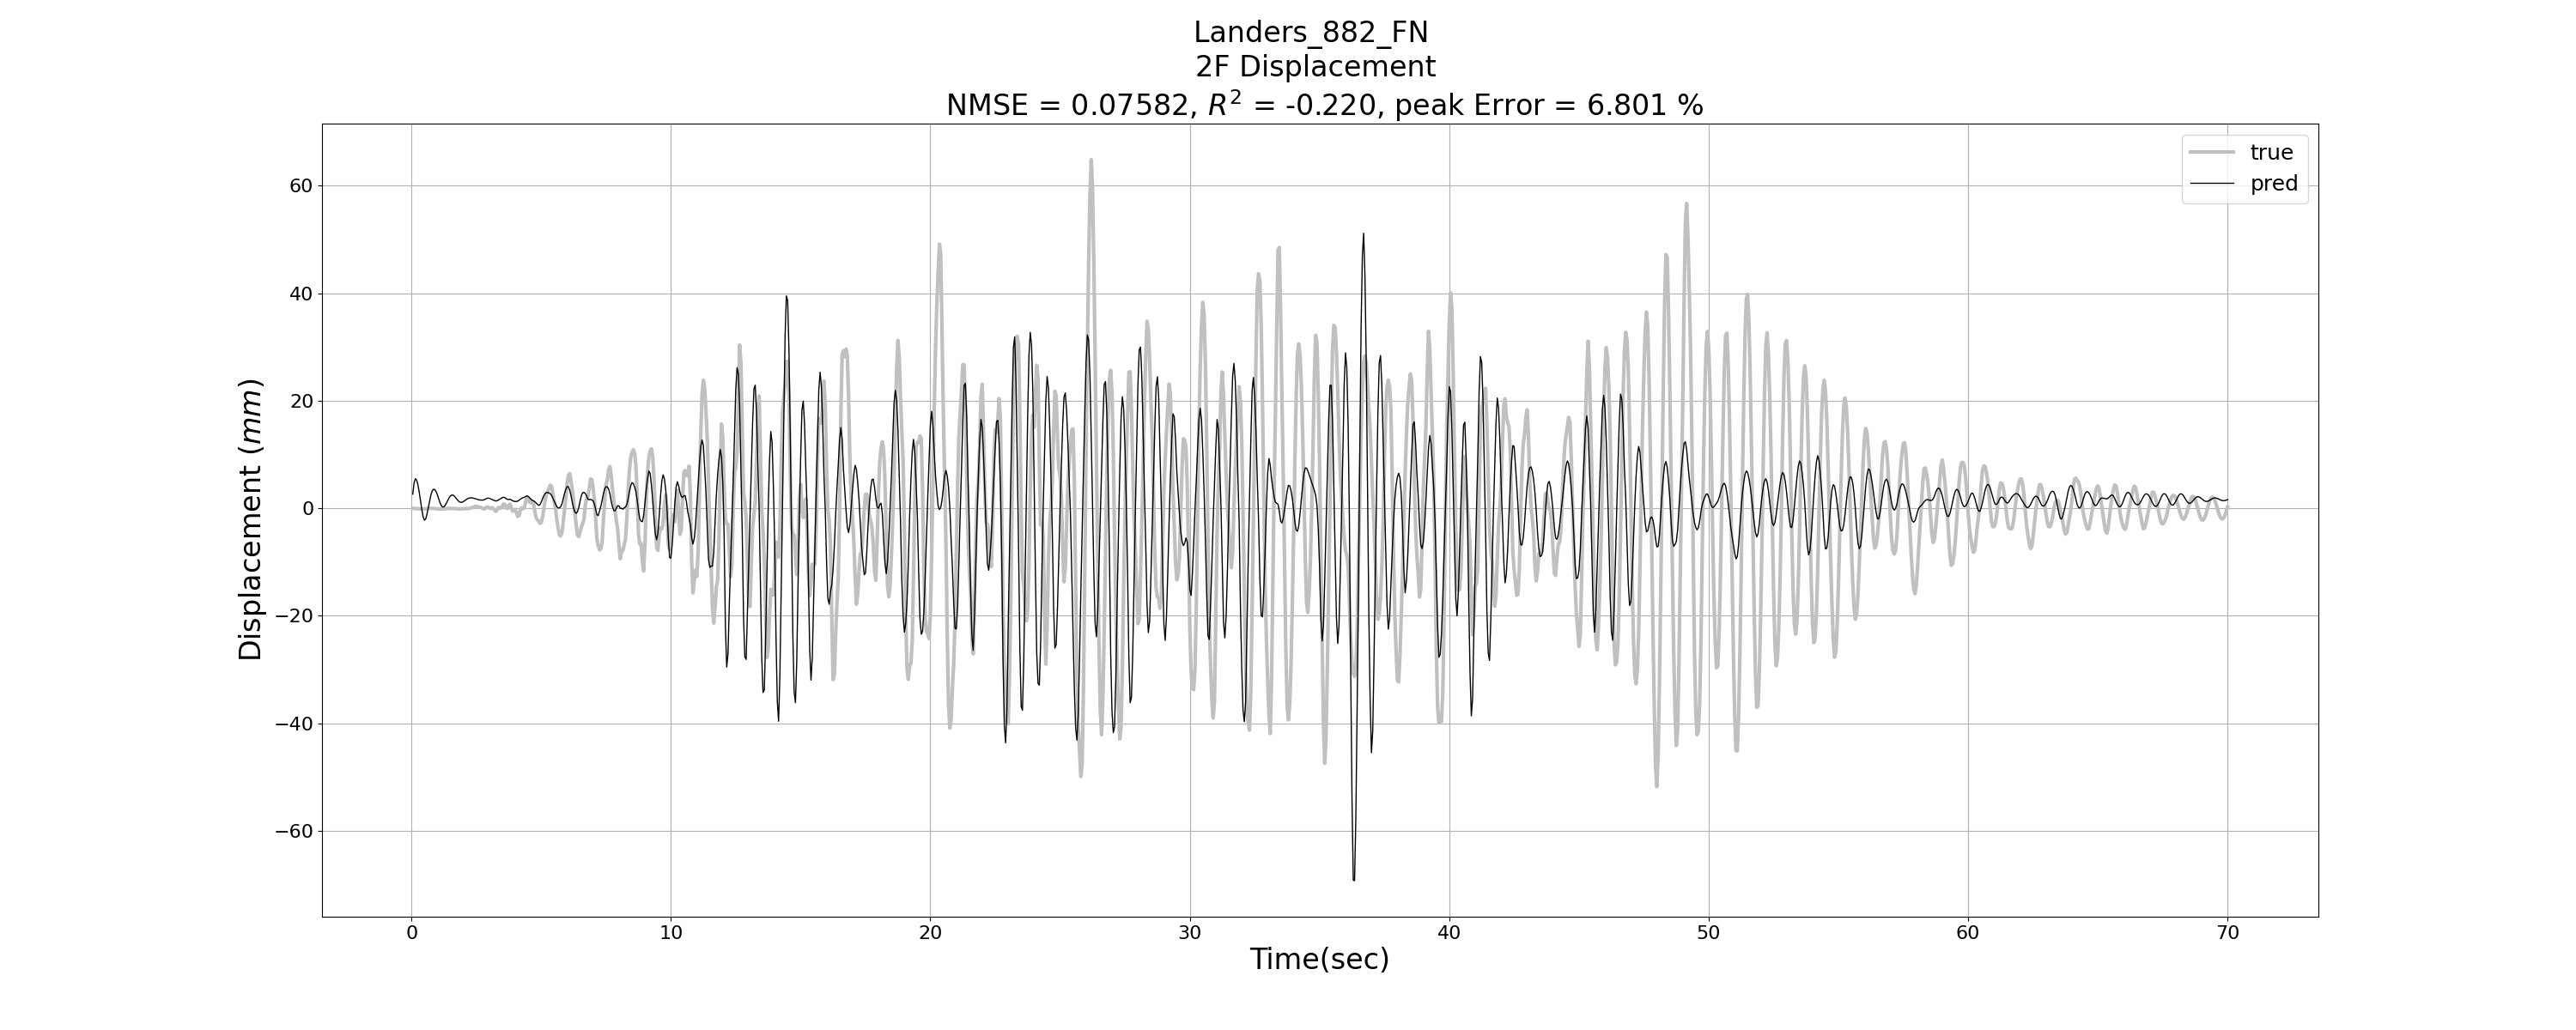 Landers_882_FN
2F Displacement
NMSE = 0.07582, R² = -0.220, peak Error = 6.801 %
true
pred
60
40
20
0
−20
−40
−60
Displacement (mm)
0 10 20 30 40 50 60 70
Time(sec)